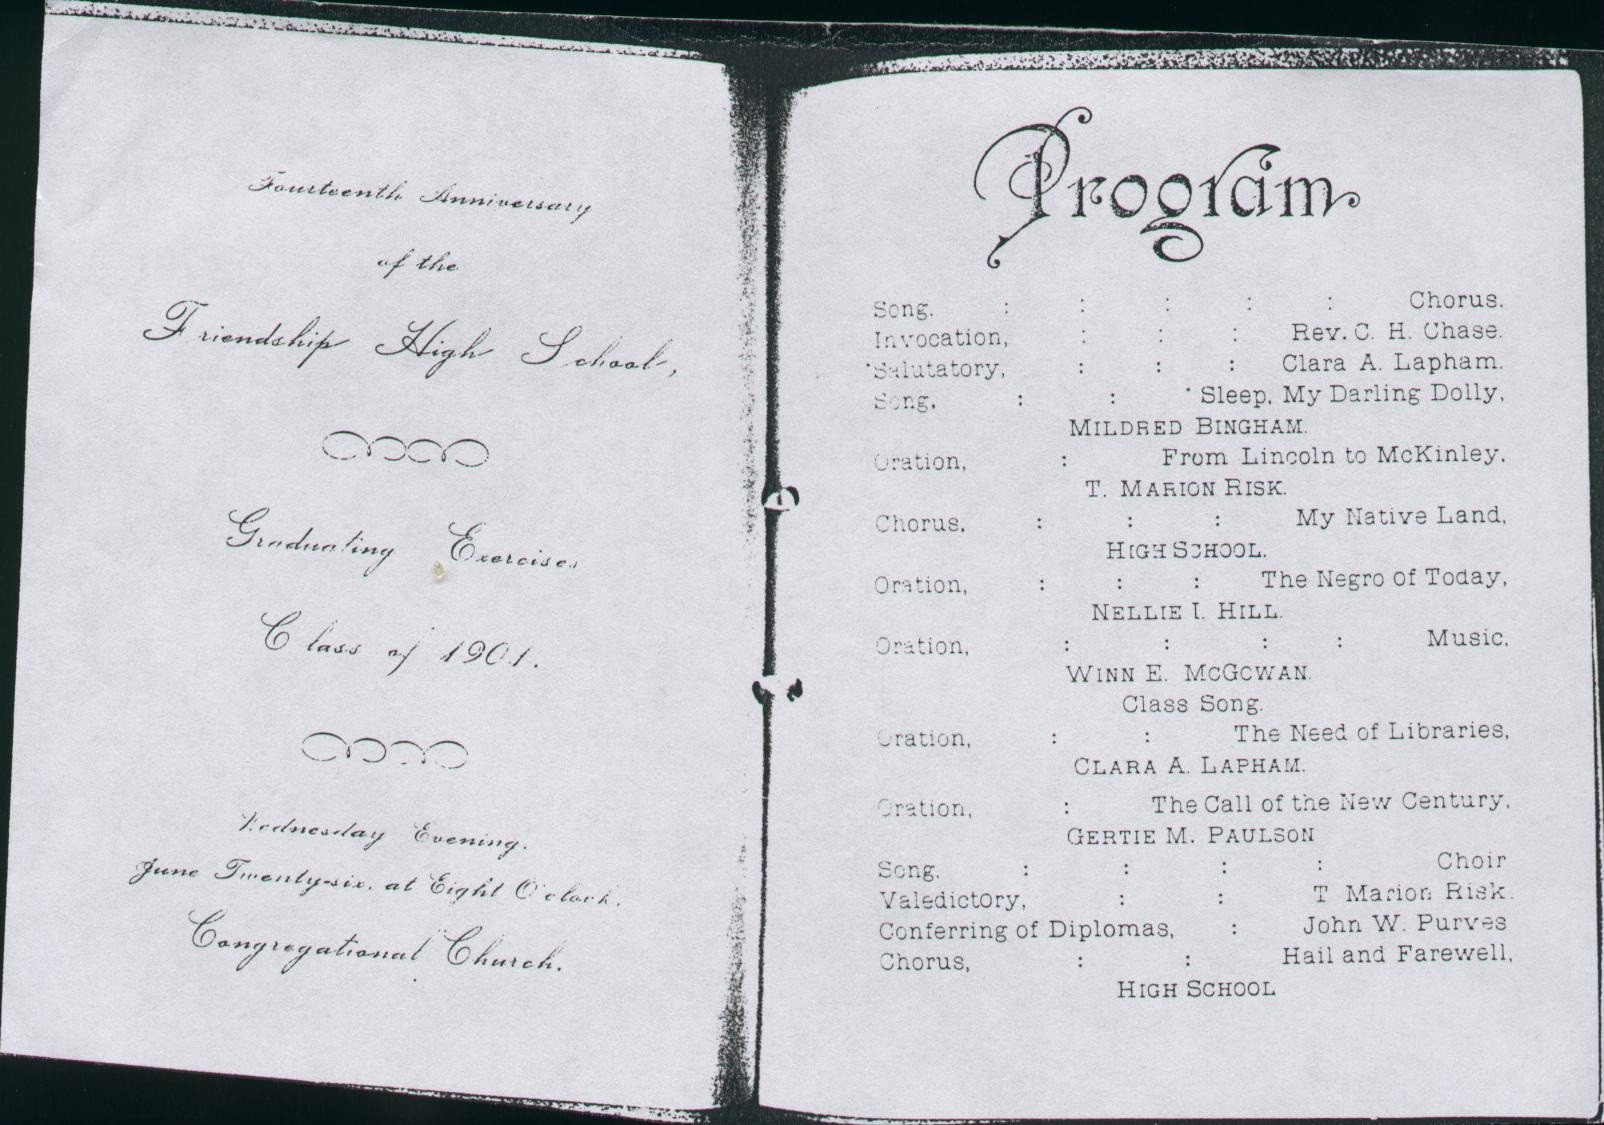 Fourteenth Anniversary
of the
Friendship High School,
Graduating Exercises
Class of 1901.
Wednesday Evening.
June Twenty-six, at Eight O'clock.
Congregational Church.
Program
Song. : : : : : Chorus.
Invocation, : : : Rev. C. H. Chase.
Salutatory, : : : Clara A. Lapham.
Song, : : Sleep, My Darling Dolly,
MILDRED BINGHAM.
Oration, : From Lincoln to McKinley,
T. MARION RISK.
Chorus, : : : My Native Land,
HIGH SCHOOL.
Oration, : : : The Negro of Today,
NELLIE I. HILL.
Oration, : : : : Music,
WINN E. MCGOWAN.
Class Song.
Oration, : : The Need of Libraries,
CLARA A. LAPHAM.
Oration, : The Call of the New Century,
GERTIE M. PAULSON
Song. : : : : Choir
Valedictory, : : T Marion Risk.
Conferring of Diplomas, : John W. Purves
Chorus, : : Hail and Farewell,
HIGH SCHOOL